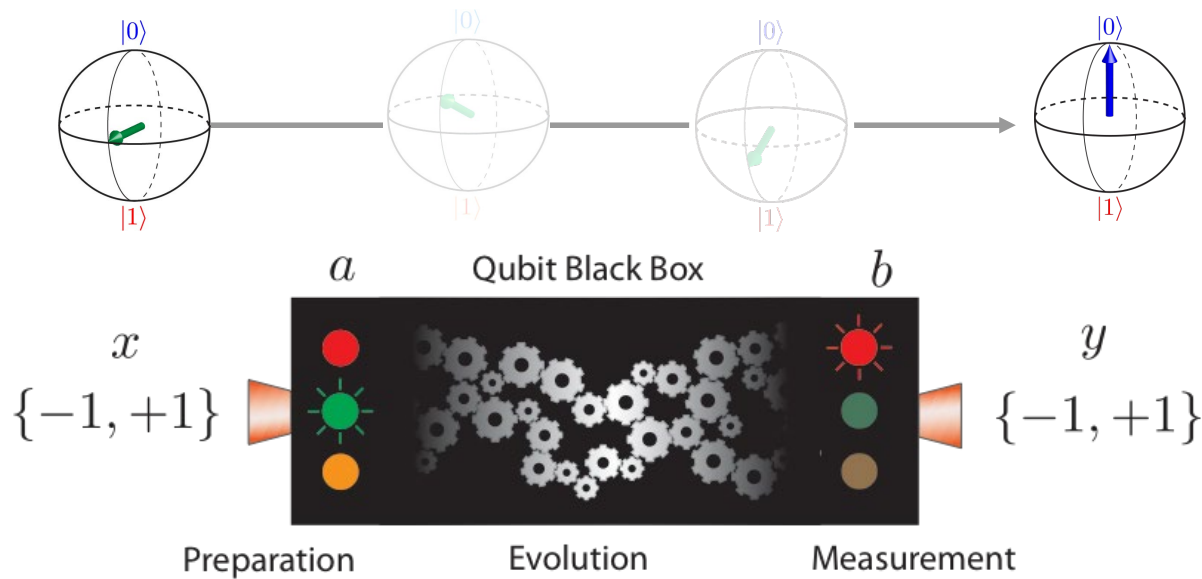 |0⟩ |0⟩ |0⟩ |0⟩
|1⟩ |1⟩ |1⟩ |1⟩
a Qubit Black Box b
x y
{−1, +1} {−1, +1}
Preparation Evolution Measurement